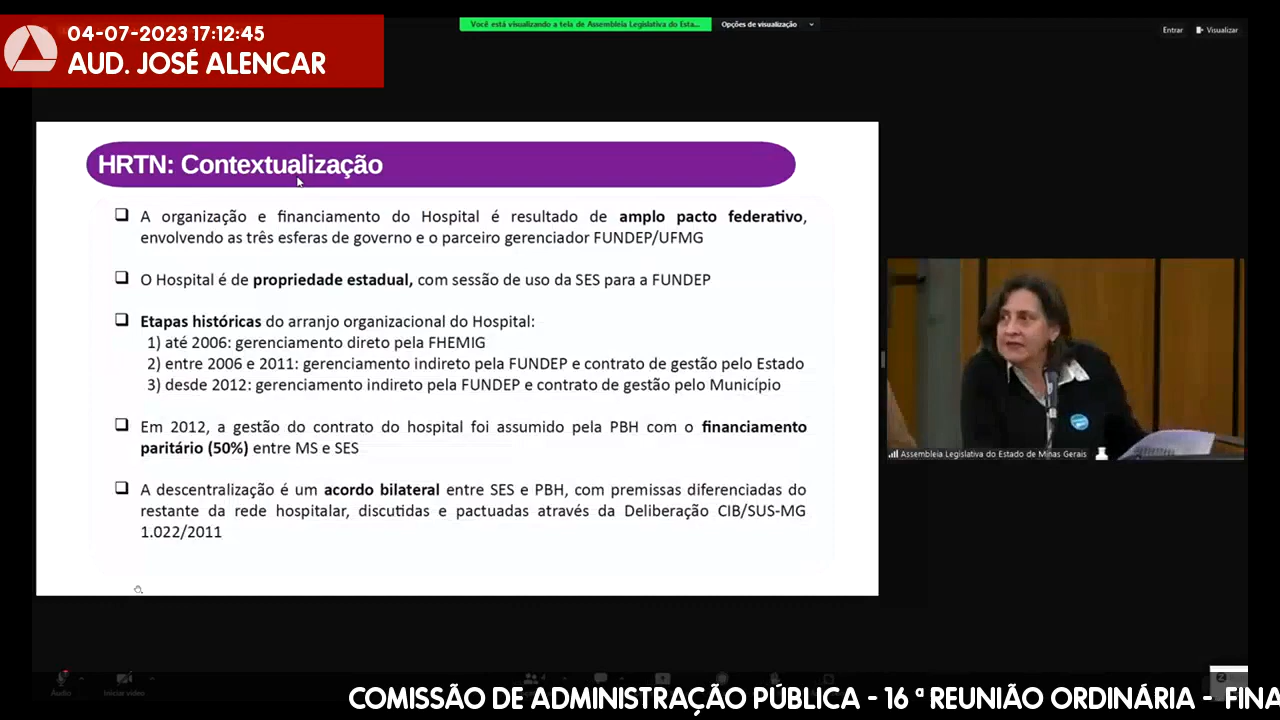 04-07-2023 17:12:45
AUD. JOSÉ ALENCAR
Você está visualizando a tela de Assembleia Legislativa do Esta...
Opções de visualização
Entrar
Visualizar
HRTN: Contextualização
A organização e financiamento do Hospital é resultado de amplo pacto federativo,
envolvendo as três esferas de governo e o parceiro gerenciador FUNDEP/UFMG
O Hospital é de propriedade estadual, com sessão de uso da SES para a FUNDEP
Etapas históricas do arranjo organizacional do Hospital:
1) até 2006: gerenciamento direto pela FHEMIG
2) entre 2006 e 2011: gerenciamento indireto pela FUNDEP e contrato de gestão pelo Estado
3) desde 2012: gerenciamento indireto pela FUNDEP e contrato de gestão pelo Município
Em 2012, a gestão do contrato do hospital foi assumido pela PBH com o financiamento
paritário (50%) entre MS e SES
A descentralização é um acordo bilateral entre SES e PBH, com premissas diferenciadas do
restante da rede hospitalar, discutidas e pactuadas através da Deliberação CIB/SUS-MG
1.022/2011
Assembleia Legislativa do Estado de Minas Gerais
Áudio
Iniciar vídeo
COMISSÃO DE ADMINISTRAÇÃO PÚBLICA - 16 ª REUNIÃO ORDINÁRIA - FINA